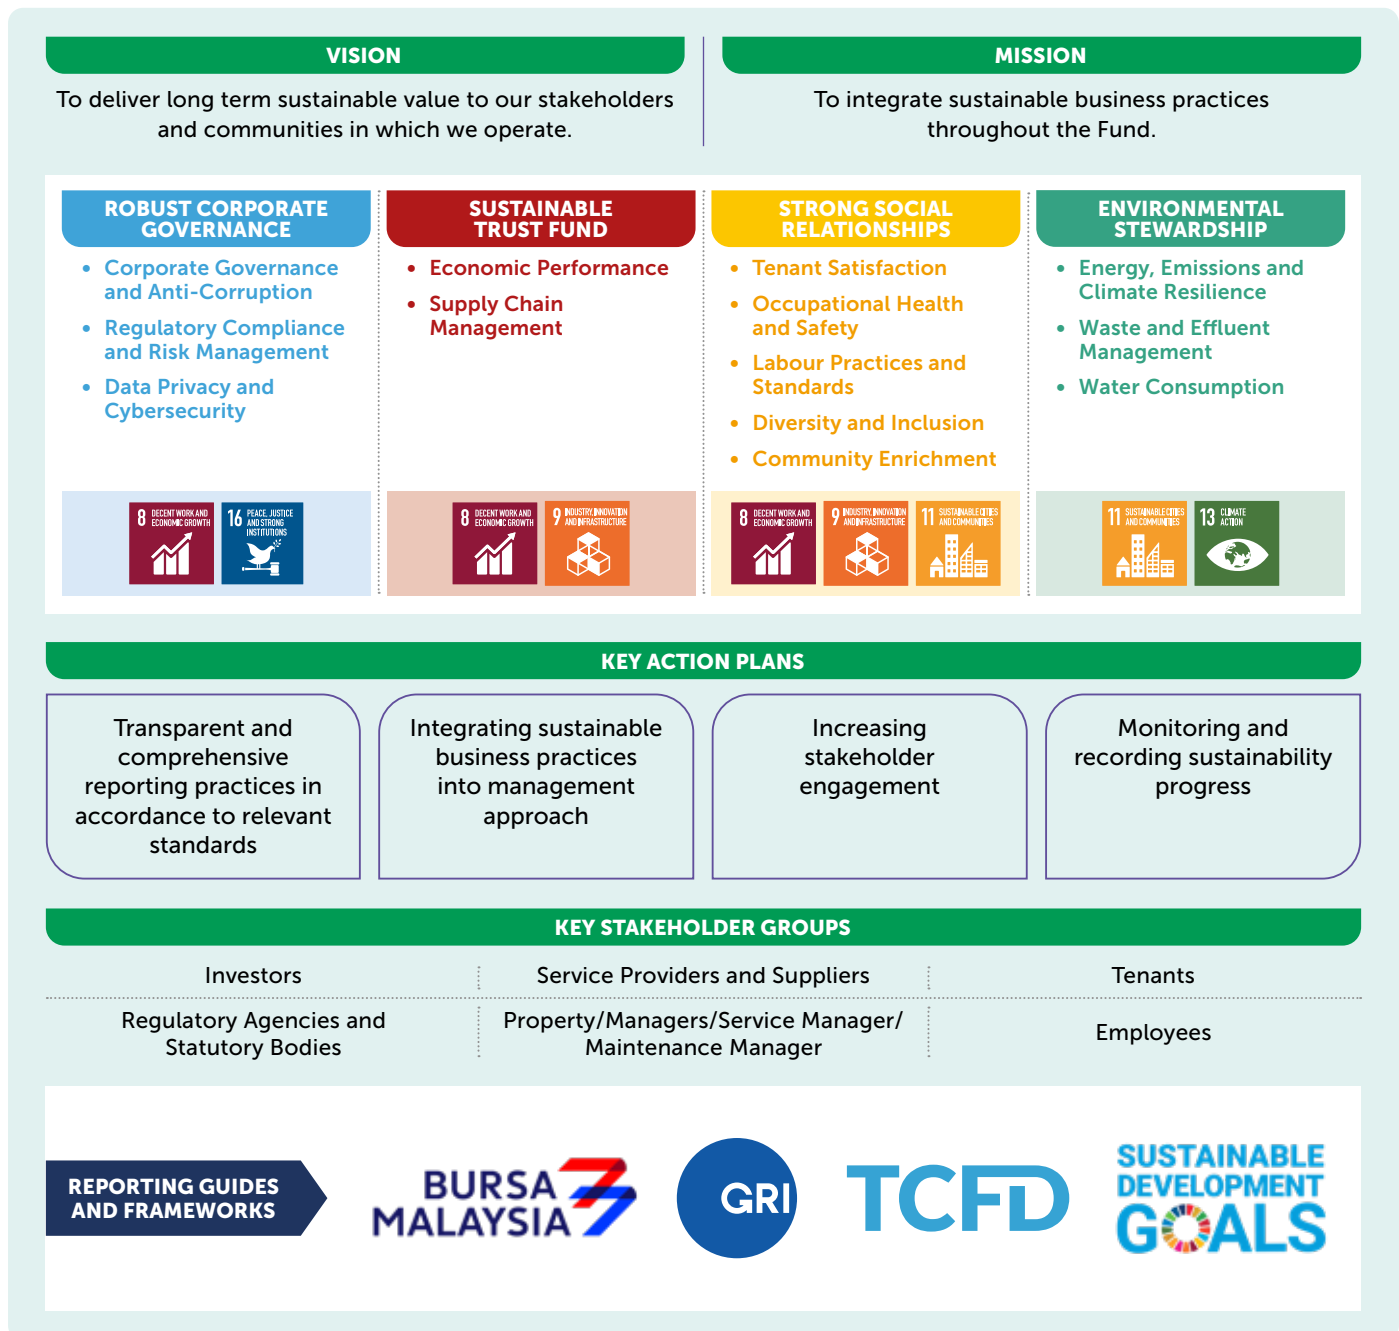 VISION
To deliver long term sustainable value to our stakeholders
and communities in which we operate.
MISSION
To integrate sustainable business practices
throughout the Fund.
ROBUST CORPORATE
GOVERNANCE
• Corporate Governance
and Anti-Corruption
• Regulatory Compliance
and Risk Management
• Data Privacy and
Cybersecurity
8 DECENT WORK AND
ECONOMIC GROWTH
16 PEACE, JUSTICE
AND STRONG
INSTITUTIONS
SUSTAINABLE
TRUST FUND
• Economic Performance
• Supply Chain
Management
8 DECENT WORK AND
ECONOMIC GROWTH
9 INDUSTRY, INNOVATION
AND INFRASTRUCTURE
STRONG SOCIAL
RELATIONSHIPS
• Tenant Satisfaction
• Occupational Health
and Safety
• Labour Practices and
Standards
• Diversity and Inclusion
• Community Enrichment
8 DECENT WORK AND
ECONOMIC GROWTH
9 INDUSTRY, INNOVATION
AND INFRASTRUCTURE
11 SUSTAINABLE CITIES
AND COMMUNITIES
ENVIRONMENTAL
STEWARDSHIP
• Energy, Emissions and
Climate Resilience
• Waste and Effluent
Management
• Water Consumption
11 SUSTAINABLE CITIES
AND COMMUNITIES
13 CLIMATE
ACTION
KEY ACTION PLANS
Transparent and
comprehensive
reporting practices in
accordance to relevant
standards
Integrating sustainable
business practices
into management
approach
Increasing
stakeholder
engagement
Monitoring and
recording sustainability
progress
KEY STAKEHOLDER GROUPS
Investors
Service Providers and Suppliers
Tenants
Regulatory Agencies and
Statutory Bodies
Property/Managers/Service Manager/
Maintenance Manager
Employees
REPORTING GUIDES
AND FRAMEWORKS
BURSA
MALAYSIA
GRI
TCFD
SUSTAINABLE
DEVELOPMENT
GOALS